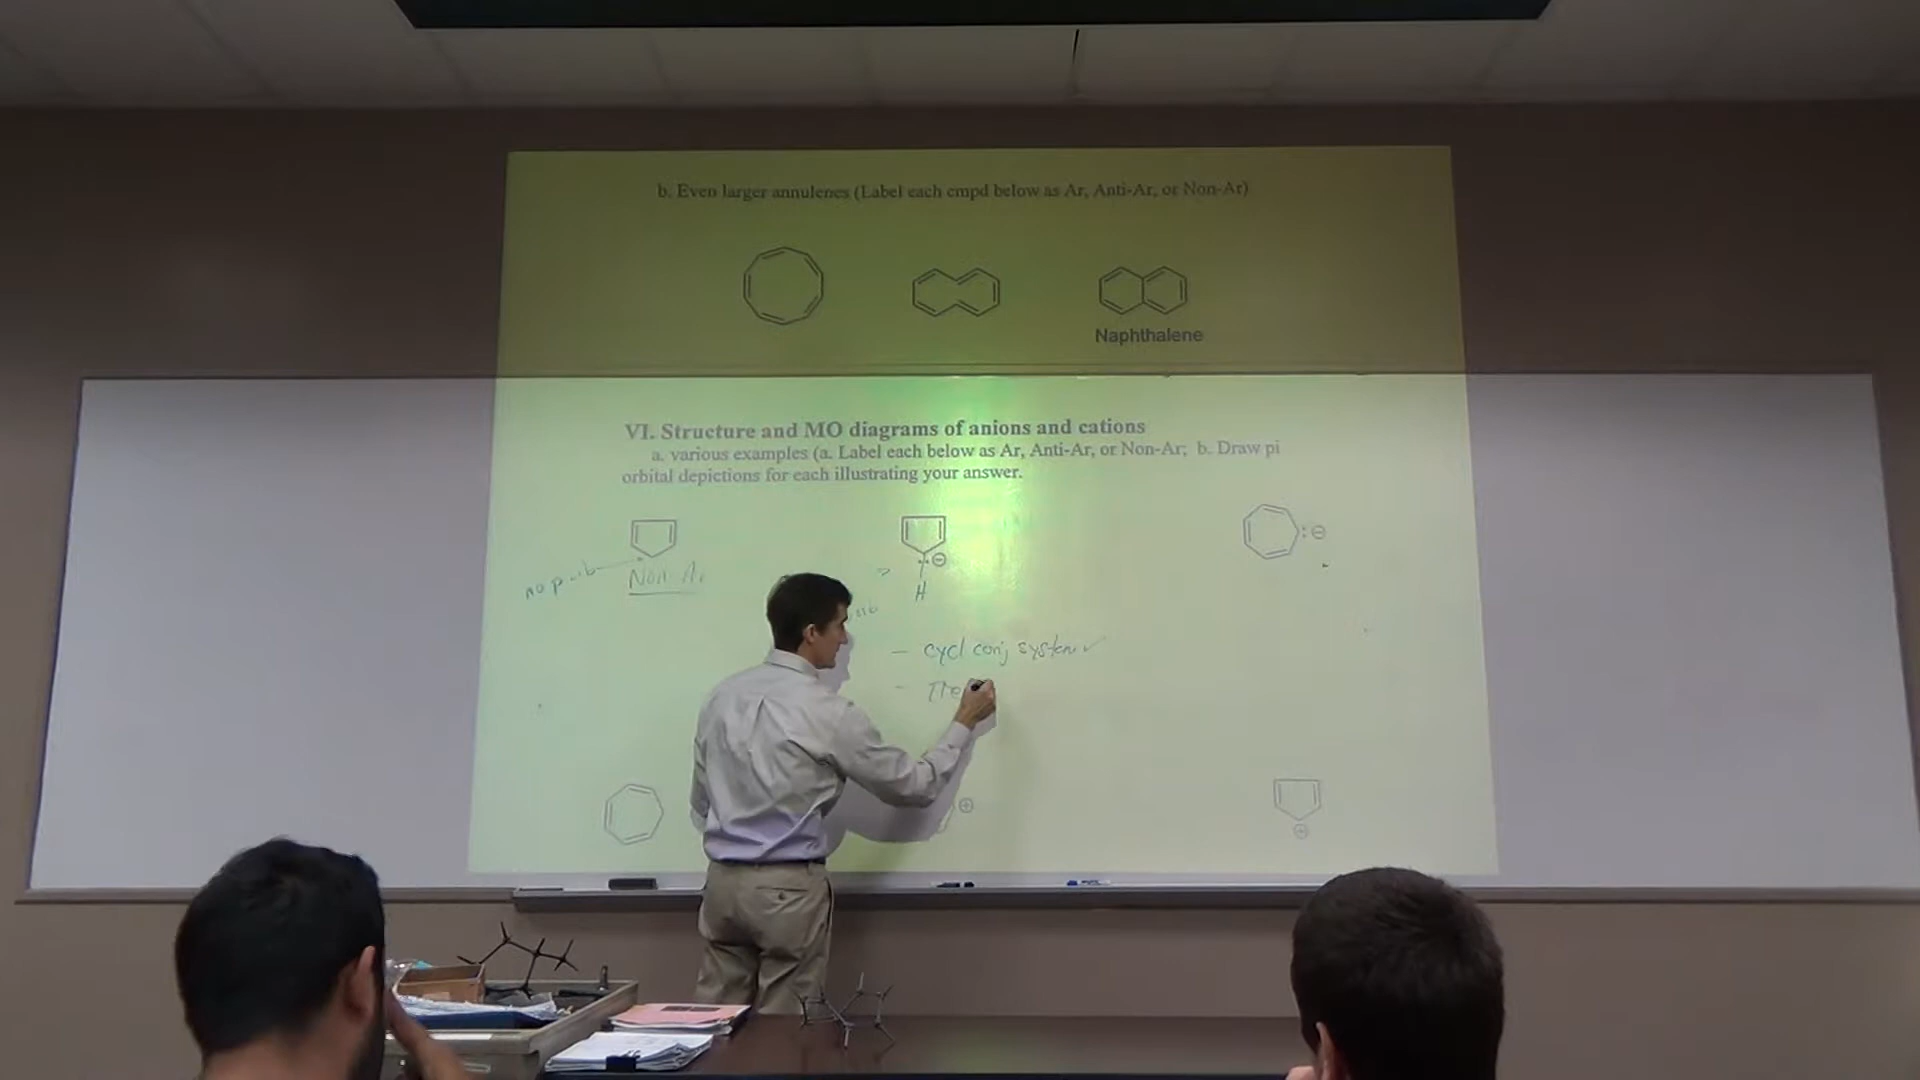 b. Even larger annulenes (Label each cmpd below as Ar, Anti-Ar, or Non-Ar)
Naphthalene
VI. Structure and MO diagrams of anions and cations
a. various examples (a. Label each below as Ar, Anti-Ar, or Non-Ar; b. Draw pi
orbital depictions for each illustrating your answer.
no p
Non-Ar
:⊖
⊖
H
- cycl conj system ✓
- πe
⊕
⊕